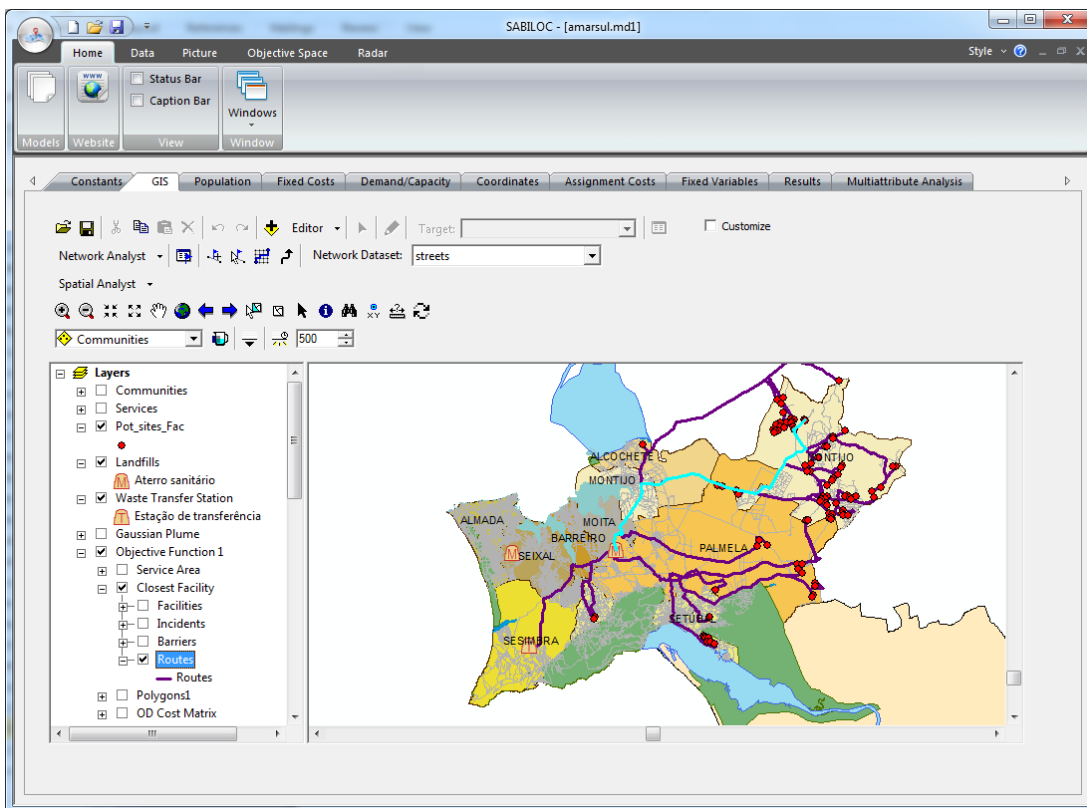 SABILOC - [amarsul.md1]
Home Data Picture Objective Space Radar Style
www
Status Bar
Caption Bar
Windows
Models Website View Window
Constants GIS Population Fixed Costs Demand/Capacity Coordinates Assignment Costs Fixed Variables Results Multiattribute Analysis
Editor Target: Customize
Network Analyst Network Dataset: streets
Spatial Analyst
XY
Communities 500
Layers
Communities
Services
Pot_sites_Fac
Landfills
M Aterro sanitário
Waste Transfer Station
T Estação de transferência
Gaussian Plume
Objective Function 1
Service Area
Closest Facility
Facilities
Incidents
Barriers
Routes
Routes
Polygons1
OD Cost Matrix
ALCOCHETE
MONTIJO
MONTIJO
ALMADA
MOITA
BARREIRO
PALMELA
M SEIXAL
M
SETUBAL
SESIMBRA
T